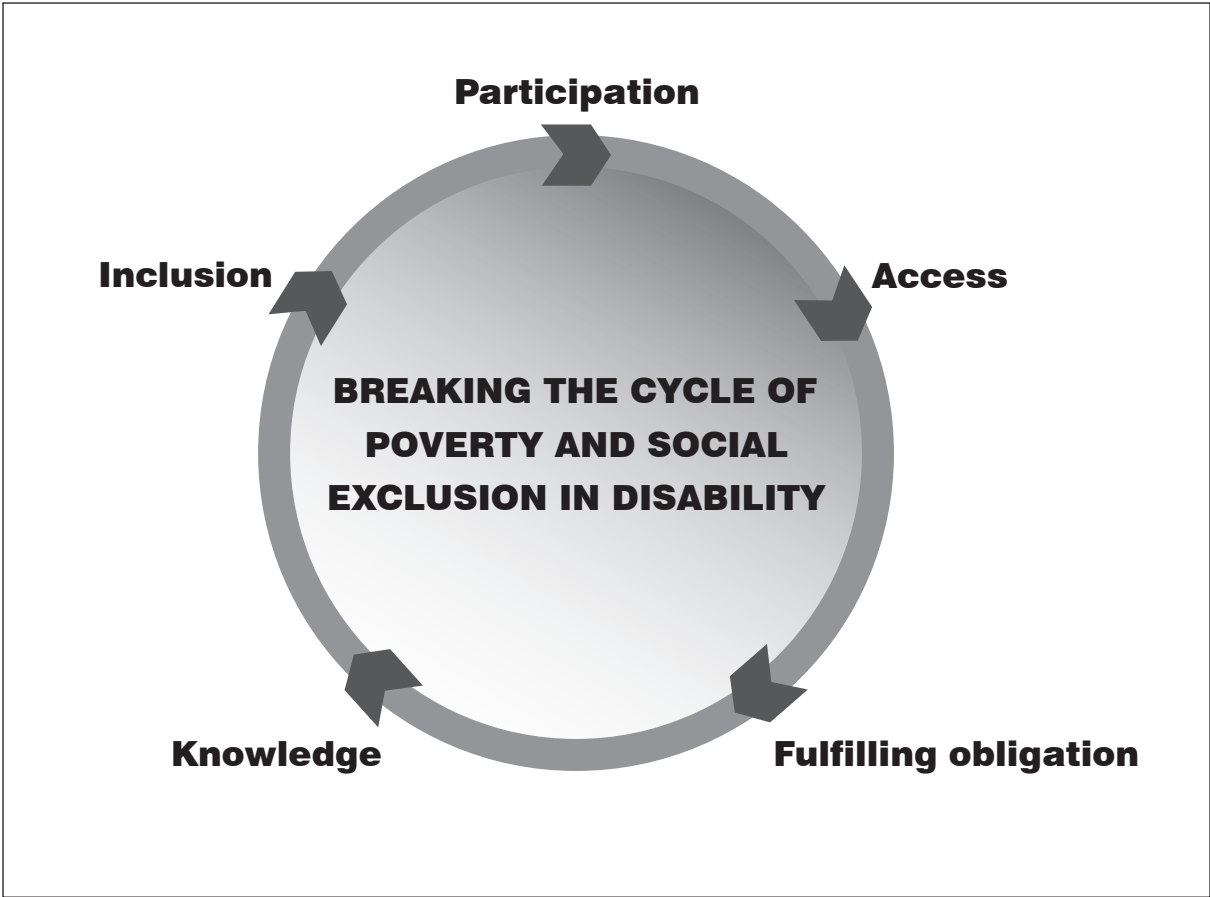 Participation
Inclusion
Access
BREAKING THE CYCLE OF
POVERTY AND SOCIAL
EXCLUSION IN DISABILITY
Knowledge
Fulfilling obligation